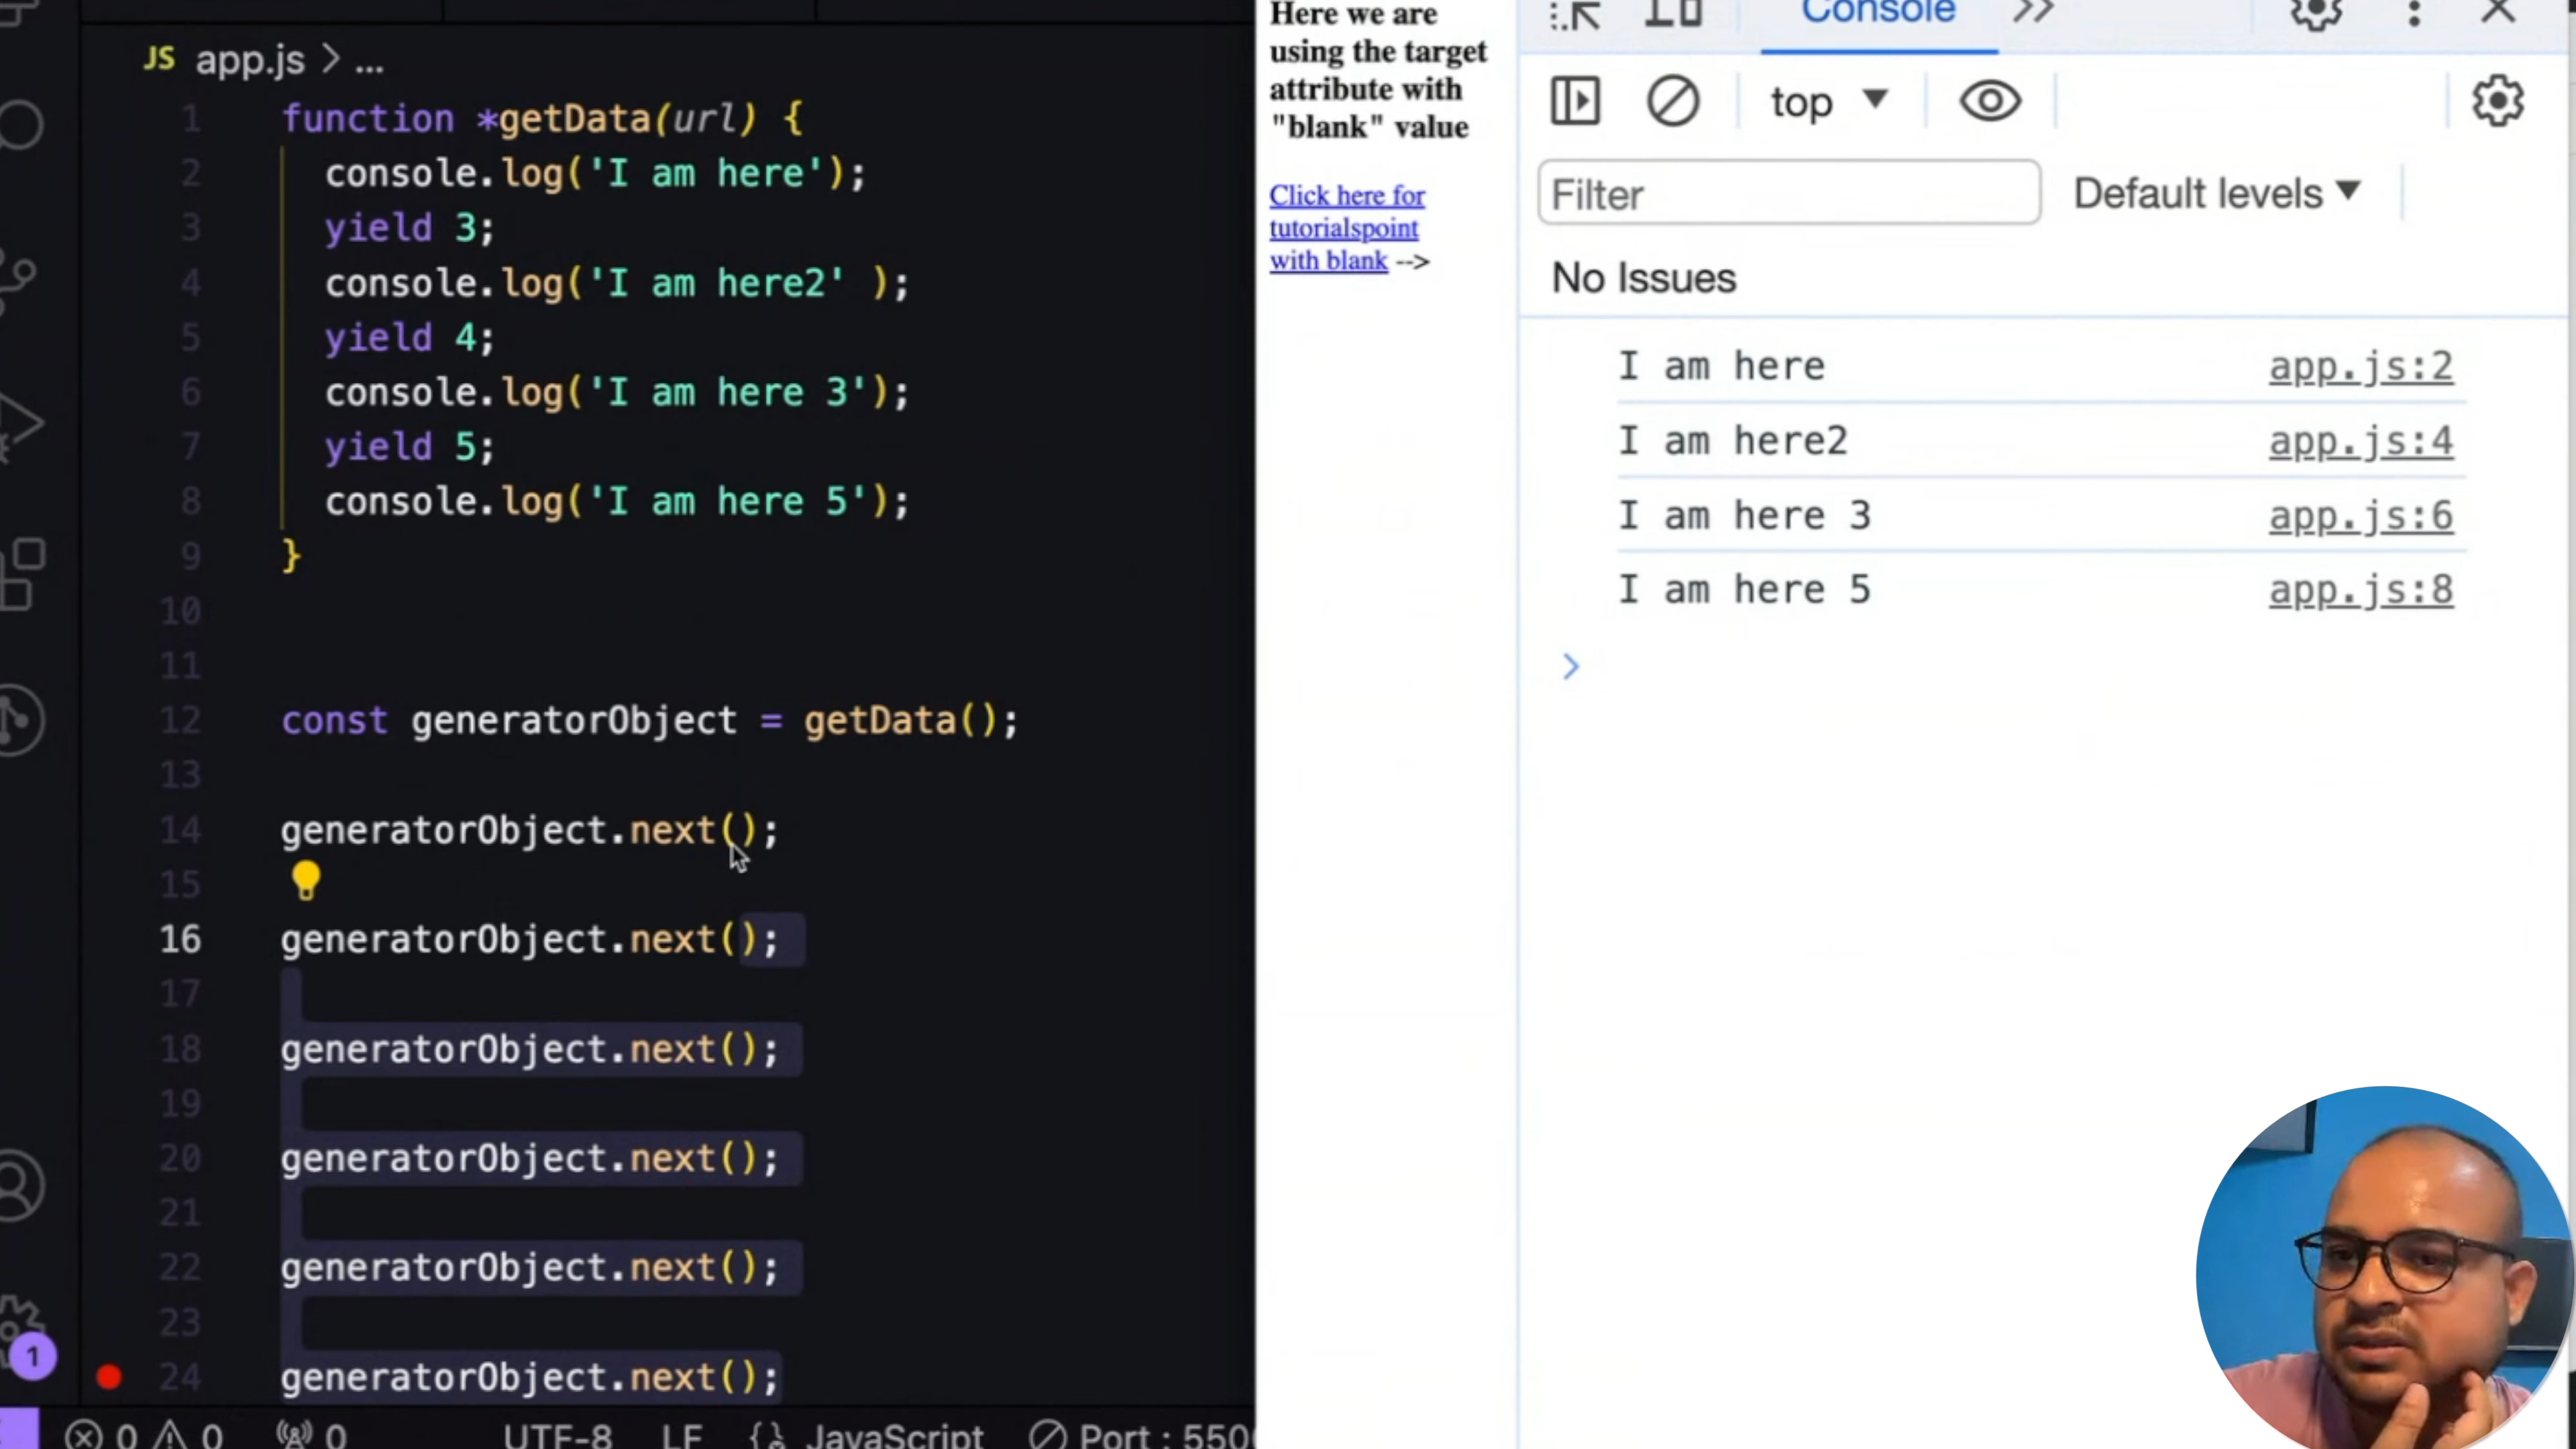 JS app.js > ...
1 function *getData(url) {
2 console.log('I am here');
3 yield 3;
4 console.log('I am here2' );
5 yield 4;
6 console.log('I am here 3');
7 yield 5;
8 console.log('I am here 5');
9 }
10
11
12 const generatorObject = getData();
13
14 generatorObject.next();
15
16 generatorObject.next();
17
18 generatorObject.next();
19
20 generatorObject.next();
21
22 generatorObject.next();
23
24 generatorObject.next();
1
0 0 0 UTF-8 LF {} JavaScript Port : 550
Here we are
using the target
attribute with
"blank" value
Click here for
tutorialspoint
with blank -->
Console >>
top
Filter Default levels
No Issues
I am here app.js:2
I am here2 app.js:4
I am here 3 app.js:6
I am here 5 app.js:8
>